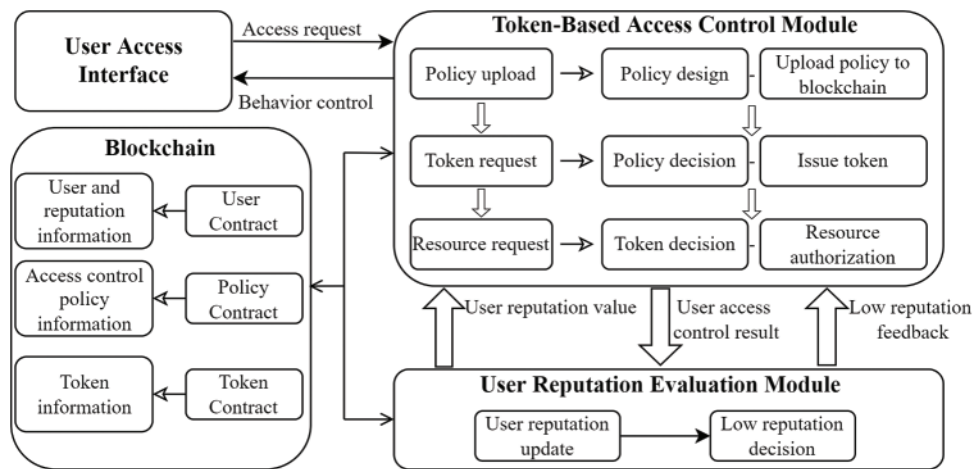 User Access
Interface
Access request
Behavior control
Token-Based Access Control Module
Policy upload
Policy design
Upload policy to
blockchain
Token request
Policy decision
Issue token
Resource request
Token decision
Resource
authorization
Blockchain
User and
reputation
information
User
Contract
Access control
policy
information
Policy
Contract
Token
information
Token
Contract
User reputation value
User access
control result
Low reputation
feedback
User Reputation Evaluation Module
User reputation
update
Low reputation
decision